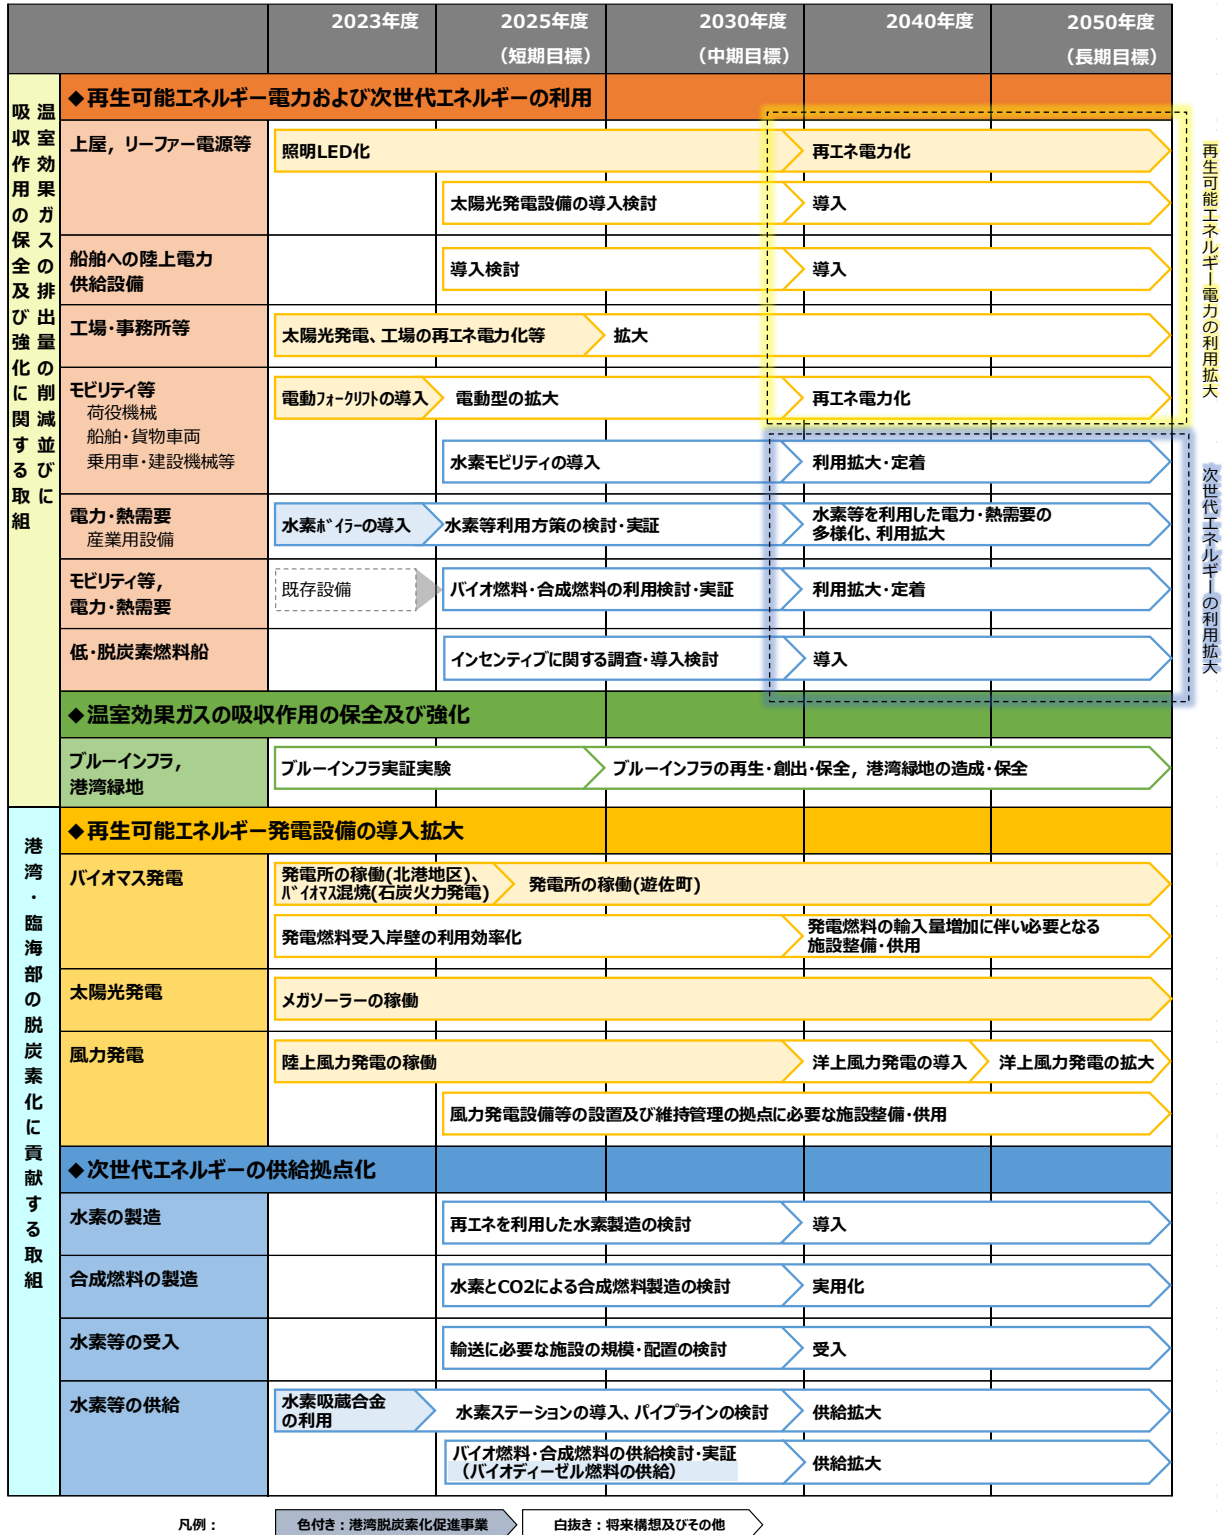 2023年度
2025年度
(短期目標)
2030年度
(中期目標)
2040年度
2050年度
(長期目標)
温室効果ガスの排出量の削減並びに
吸収作用の保全及び強化に関する取組
◆再生可能エネルギー電力および次世代エネルギーの利用
上屋，リーファー電源等
照明LED化
再エネ電力化
太陽光発電設備の導入検討
導入
船舶への陸上電力
供給設備
導入検討
導入
工場・事務所等
太陽光発電、工場の再エネ電力化等
拡大
モビリティ等
荷役機械
船舶・貨物車両
乗用車・建設機械等
電動フォークリフトの導入
電動型の拡大
再エネ電力化
水素モビリティの導入
利用拡大・定着
電力・熱需要
産業用設備
水素ボイラーの導入
水素等利用方策の検討・実証
水素等を利用した電力・熱需要の
多様化、利用拡大
モビリティ等，
電力・熱需要
既存設備
バイオ燃料・合成燃料の利用検討・実証
利用拡大・定着
低・脱炭素燃料船
インセンティブに関する調査・導入検討
導入
再生可能エネルギー電力の利用拡大
次世代エネルギーの利用拡大
◆温室効果ガスの吸収作用の保全及び強化
ブルーインフラ，
港湾緑地
ブルーインフラ実証実験
ブルーインフラの再生・創出・保全，港湾緑地の造成・保全
港湾・臨海部の脱炭素化に貢献する取組
◆再生可能エネルギー発電設備の導入拡大
バイオマス発電
発電所の稼働(北港地区)、
バイオマス混焼(石炭火力発電)
発電所の稼働(遊佐町)
発電燃料受入岸壁の利用効率化
発電燃料の輸入量増加に伴い必要となる
施設整備・供用
太陽光発電
メガソーラーの稼働
風力発電
陸上風力発電の稼働
洋上風力発電の導入
洋上風力発電の拡大
風力発電設備等の設置及び維持管理の拠点に必要な施設整備・供用
◆次世代エネルギーの供給拠点化
水素の製造
再エネを利用した水素製造の検討
導入
合成燃料の製造
水素とCO2による合成燃料製造の検討
実用化
水素等の受入
輸送に必要な施設の規模・配置の検討
受入
水素等の供給
水素吸蔵合金
の利用
水素ステーションの導入、パイプラインの検討
供給拡大
バイオ燃料・合成燃料の供給検討・実証
（バイオディーゼル燃料の供給）
供給拡大
凡例：
色付き：港湾脱炭素化促進事業
白抜き：将来構想及びその他